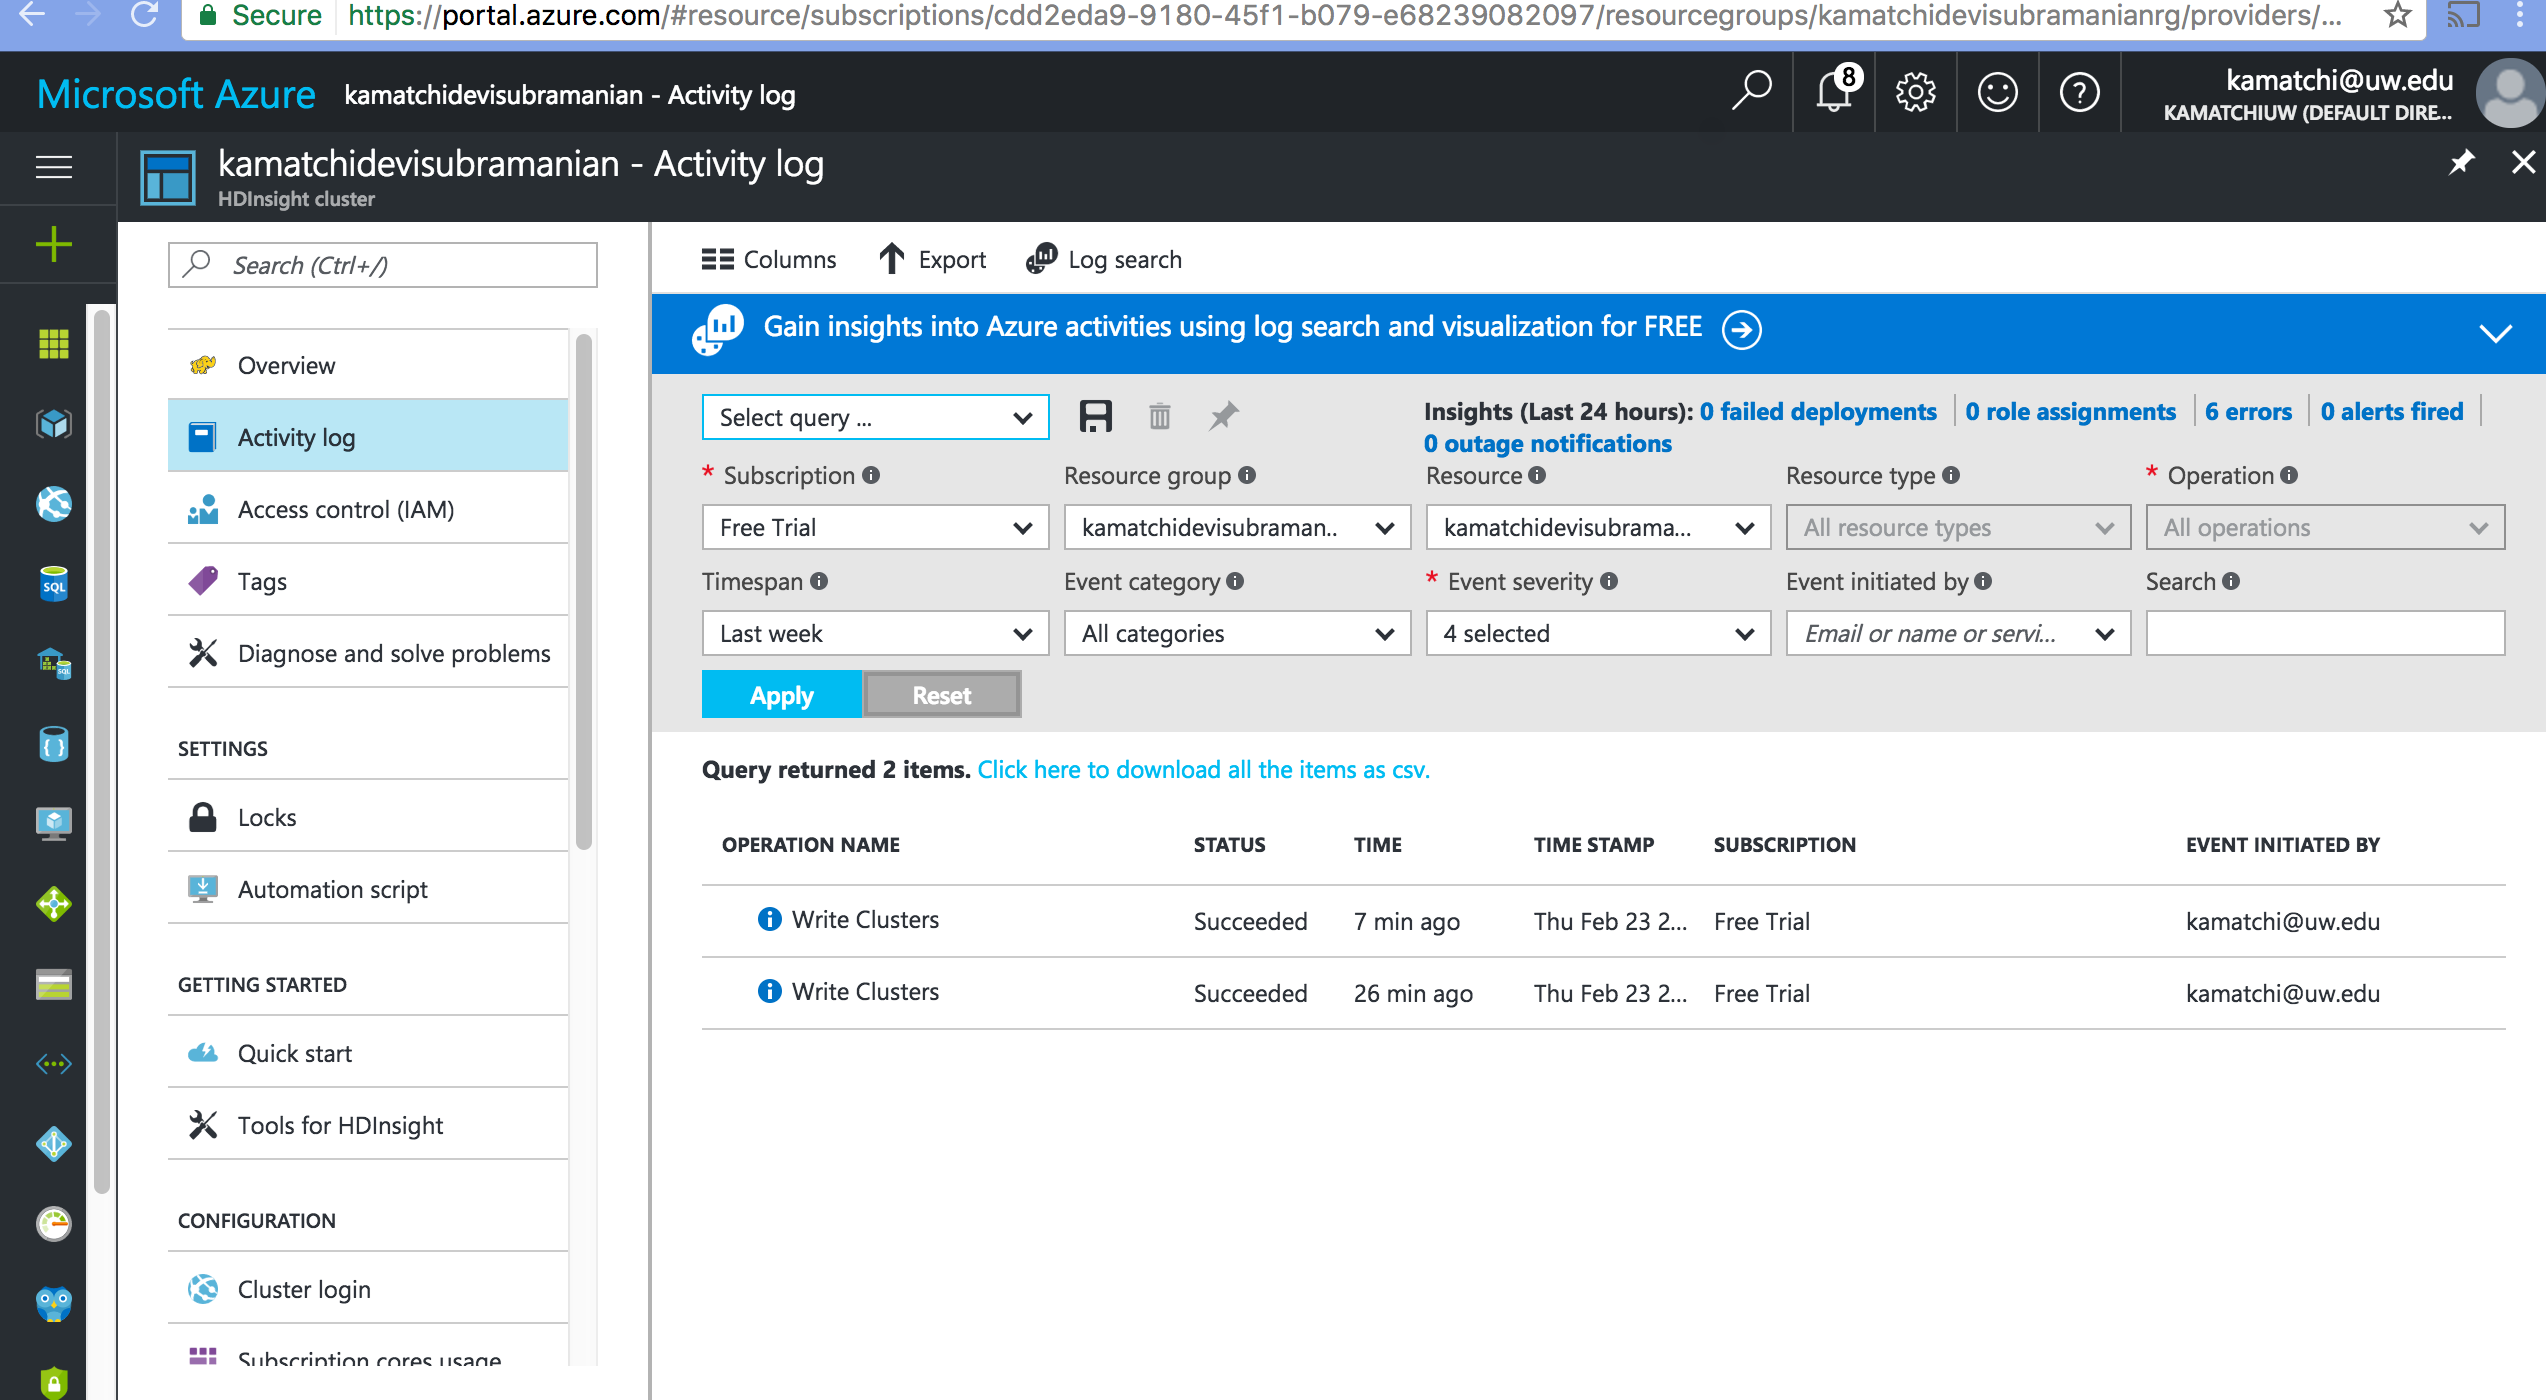 Secure https://portal.azure.com/#resource/subscriptions/cdd2eda9-9180-45f1-b079-e68239082097/resourcegroups/kamatchidevisubramanianrg/providers/...
Microsoft Azure kamatchidevisubramanian - Activity log
8
kamatchi@uw.edu
KAMATCHIUW (DEFAULT DIRE...
kamatchidevisubramanian - Activity log
HDInsight cluster
Search (Ctrl+/)
Overview
Activity log
Access control (IAM)
Tags
Diagnose and solve problems
SETTINGS
Locks
Automation script
GETTING STARTED
Quick start
Tools for HDInsight
CONFIGURATION
Cluster login
Subscription cores usage
SQL
SQL
Columns Export Log search
Gain insights into Azure activities using log search and visualization for FREE
Select query ...
Insights (Last 24 hours): 0 failed deployments 0 role assignments 6 errors 0 alerts fired
0 outage notifications
* Subscription Resource group Resource Resource type * Operation
Free Trial kamatchidevisubraman.. kamatchidevisubrama... All resource types All operations
Timespan Event category * Event severity Event initiated by Search
Last week All categories 4 selected Email or name or servi...
Apply Reset
Query returned 2 items. Click here to download all the items as csv.
OPERATION NAME STATUS TIME TIME STAMP SUBSCRIPTION EVENT INITIATED BY
Write Clusters Succeeded 7 min ago Thu Feb 23 2... Free Trial kamatchi@uw.edu
Write Clusters Succeeded 26 min ago Thu Feb 23 2... Free Trial kamatchi@uw.edu